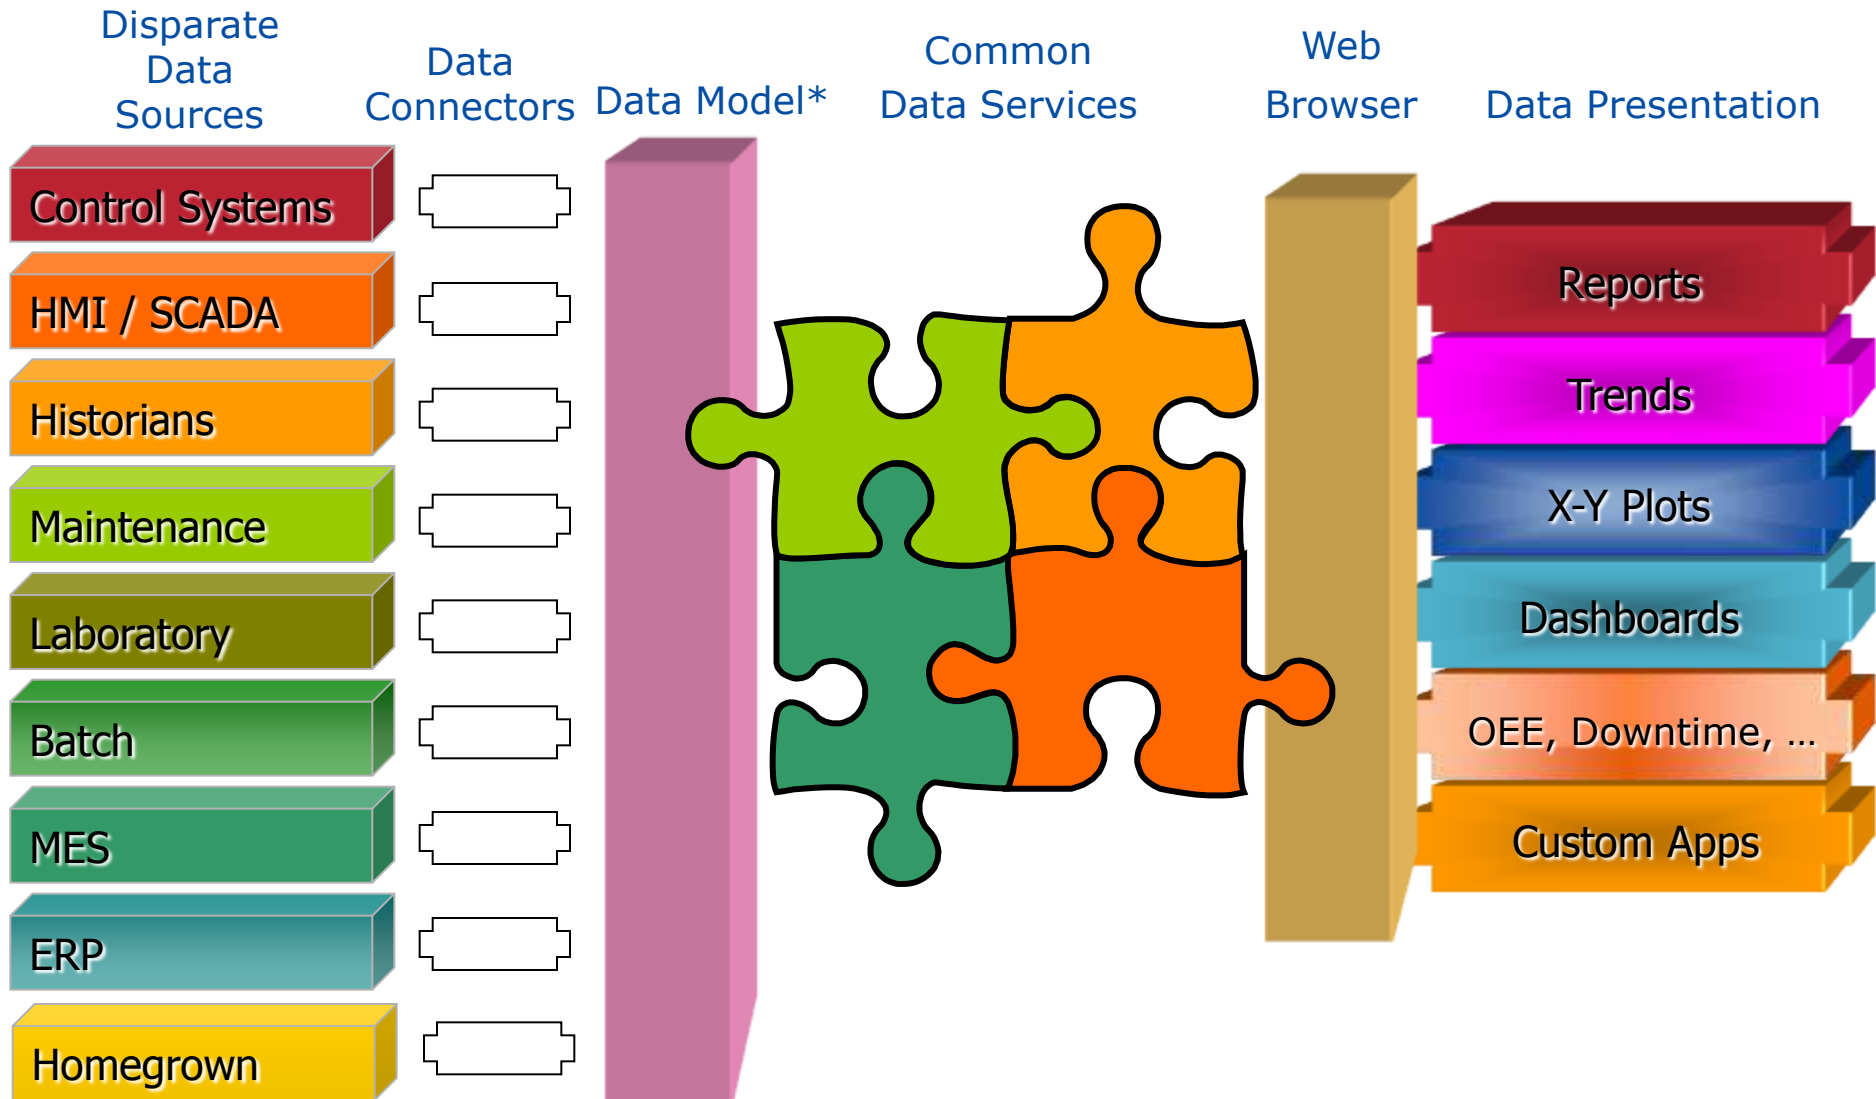 Disparate
Data
Sources
Data
Connectors
Data Model*
Common
Data Services
Web
Browser
Data Presentation
Control Systems
HMI / SCADA
Historians
Maintenance
Laboratory
Batch
MES
ERP
Homegrown
Reports
Trends
X-Y Plots
Dashboards
OEE, Downtime, ...
Custom Apps